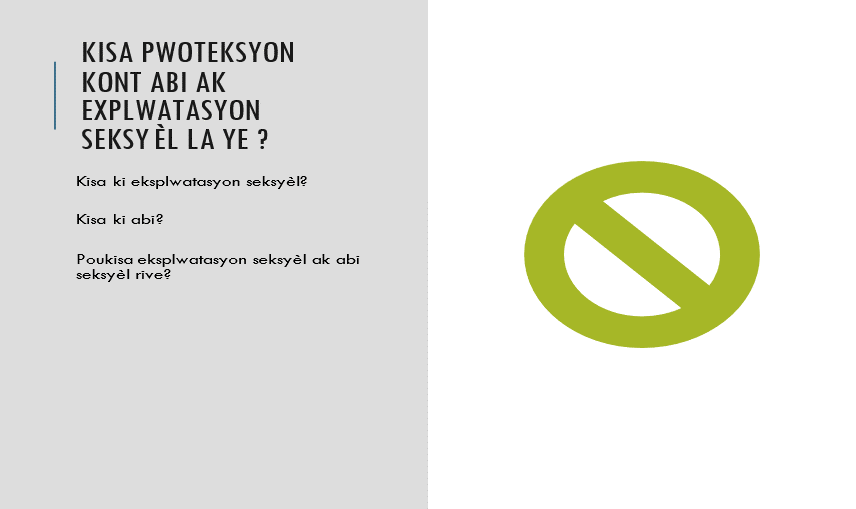 KISA PWOTEKSYON
KONT ABI AK
EXPLWATASYON
SEKSYÈL LA YE ?
Kisa ki eksplwatasyon seksyèl?
Kisa ki abi?
Poukisa eksplwatasyon seksyèl ak abi
seksyèl rive?